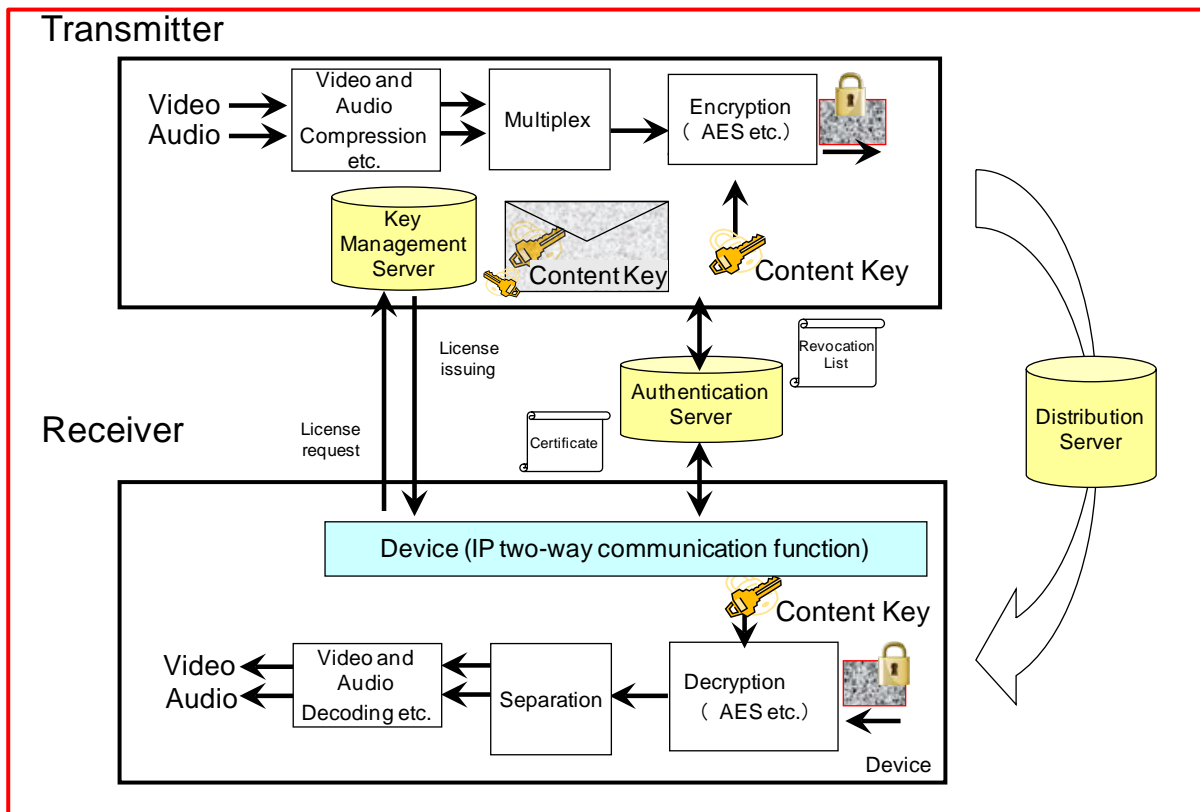 Transmitter
Video
Audio
Video and
Audio
Compression
etc.
Multiplex
Encryption
( AES etc.)
Key
Management
Server
Content Key
Content Key
License
issuing
Revocation
List
Authentication
Server
Distribution
Server
Receiver
License
request
Certificate
Device (IP two-way communication function)
Content Key
Video
Audio
Video and
Audio
Decoding etc.
Separation
Decryption
( AES etc.)
Device